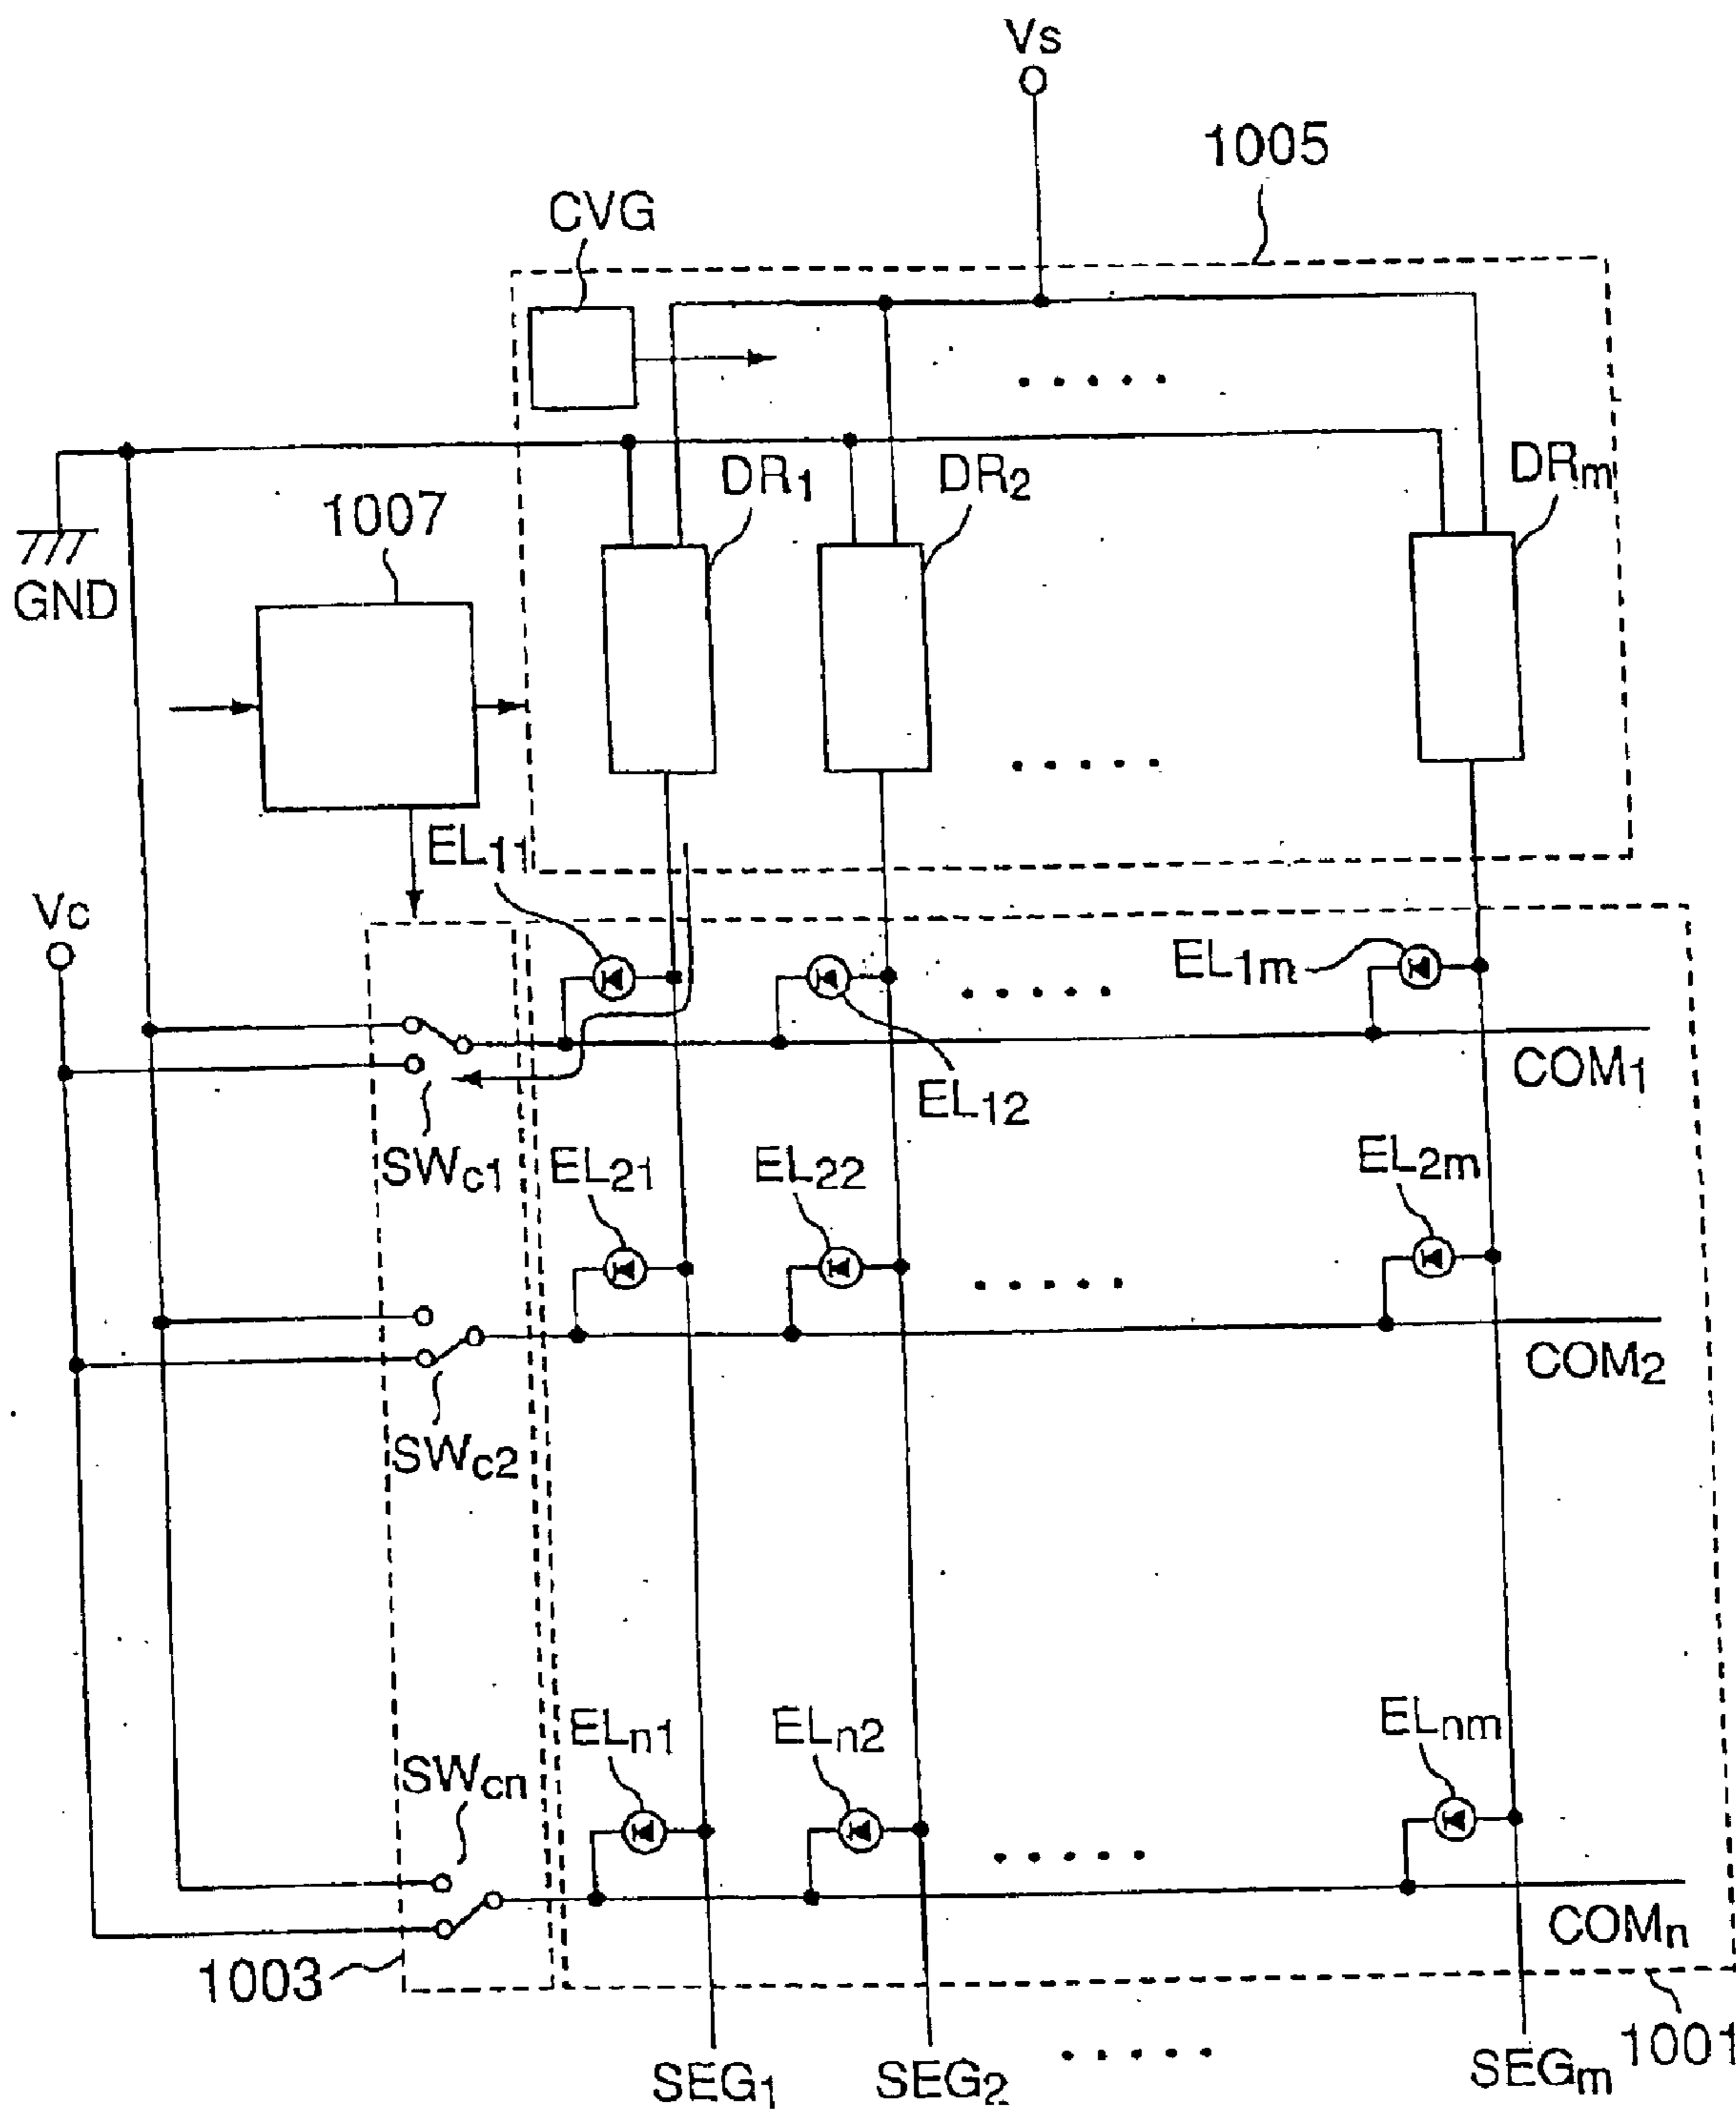 Vs
1005
CVG
DR1
DR2
DRm
1007
GND
EL11
Vc
EL1m
COM1
EL12
SWc1
EL21
EL22
EL2m
COM2
SWc2
ELn1
ELn2
ELnm
SWcn
COMn
1003
1001
SEG1
SEG2
SEGm